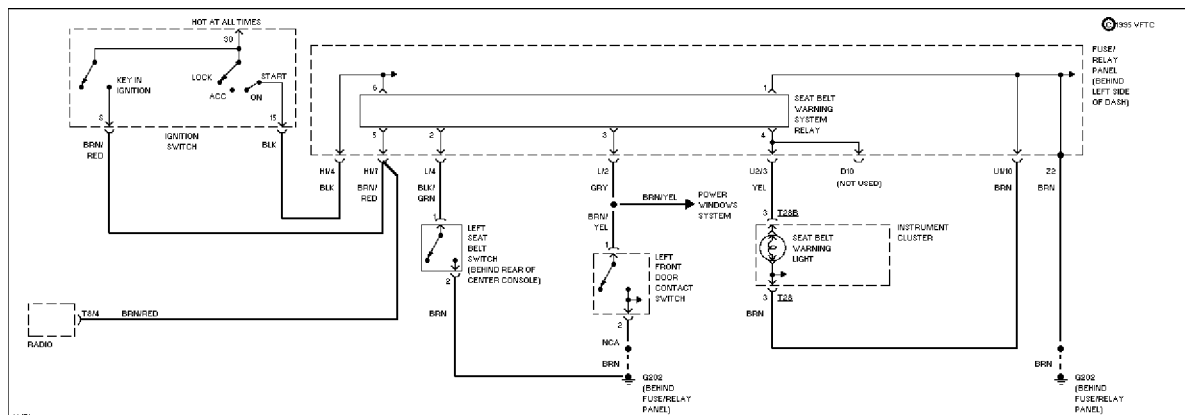 HOT AT ALL TIMES
© 1995 VFTC
30
KEY IN
IGNITION
LOCK
START
ACC
ON
S
15
IGNITION
SWITCH
BRN/
RED
BLK
FUSE/
RELAY
PANEL
(BEHIND
LEFT SIDE
OF DASH)
6
1
SEAT BELT
WARNING
SYSTEM
RELAY
5
2
3
4
H1/4
BLK
H1/7
BRN/
RED
L/4
BLK/
GRN
L/2
GRY
U2/3
YEL
D10
(NOT USED)
U1/10
BRN
Z2
BRN
BRN/YEL
POWER
WINDOWS
SYSTEM
BRN/
YEL
1
LEFT
SEAT
BELT
SWITCH
(BEHIND REAR OF
CENTER CONSOLE)
2
BRN
1
LEFT
FRONT
DOOR
CONTACT
SWITCH
2
NCA
BRN
3
T28B
INSTRUMENT
CLUSTER
SEAT BELT
WARNING
LIGHT
3
T28
BRN
T8/4
BRN/RED
RADIO
G202
(BEHIND
FUSE/RELAY
PANEL)
BRN
G202
(BEHIND
FUSE/RELAY
PANEL)